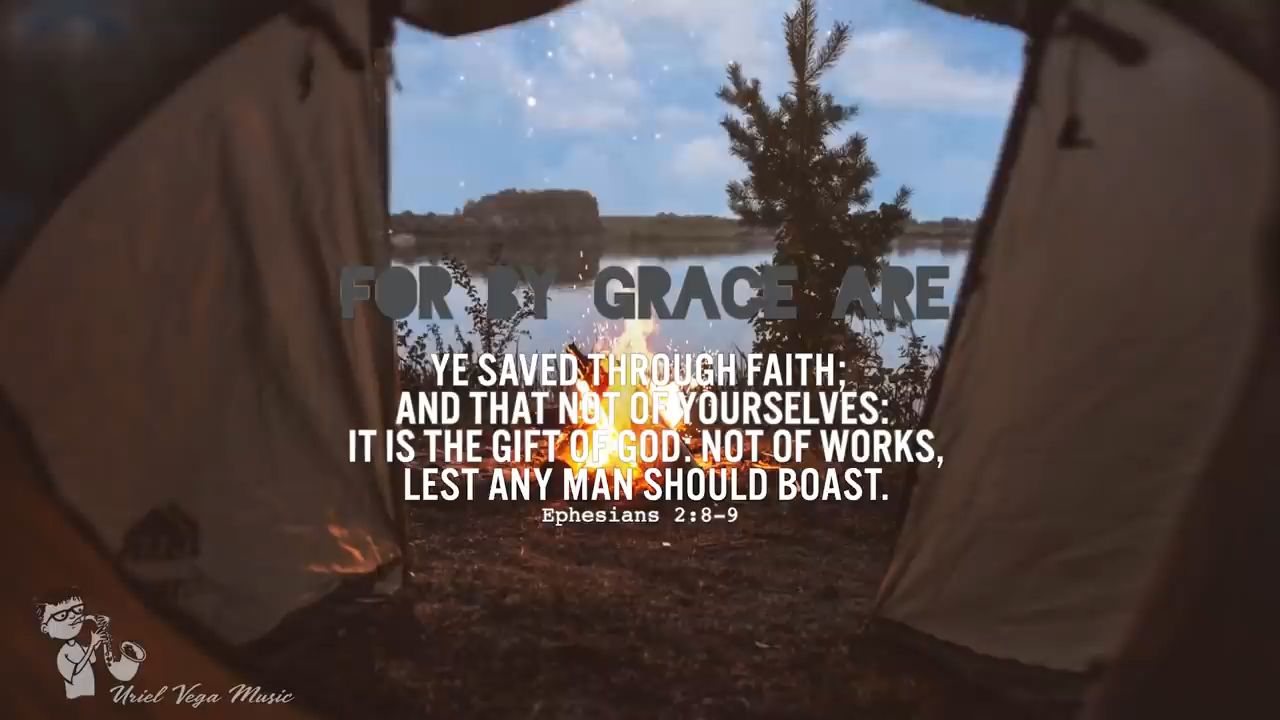 FOR BY GRACE ARE
YE SAVED THROUGH FAITH;
AND THAT NOT OF YOURSELVES:
IT IS THE GIFT OF GOD: NOT OF WORKS,
LEST ANY MAN SHOULD BOAST.
Ephesians 2:8-9
Uriel Vega Music